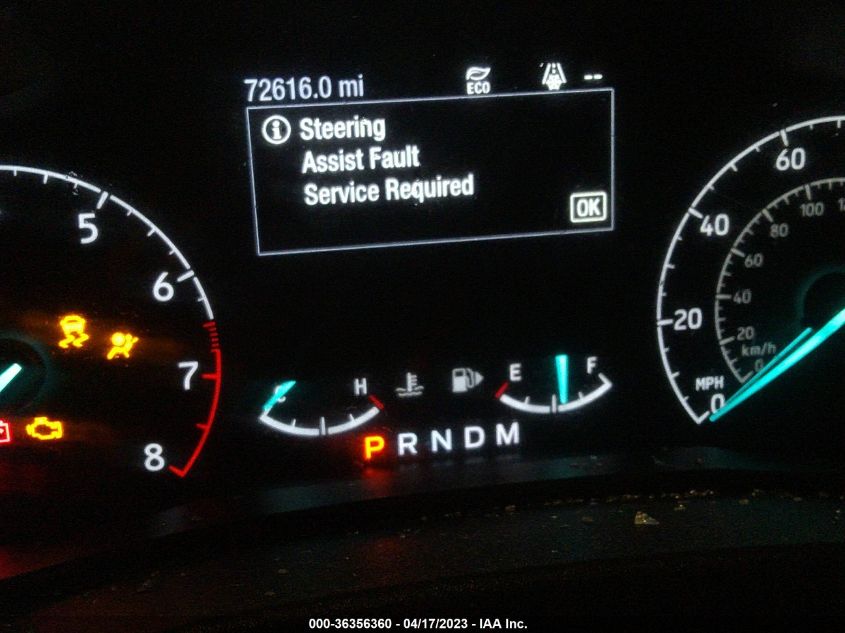 72616.0 mi
ECO
--
Steering
Assist Fault
Service Required
OK
5
6
7
8
H
E
F
P R N D M
60
40
20
0
MPH
100
80
60
40
20
0
km/h
000-36356360 - 04/17/2023 - IAA Inc.